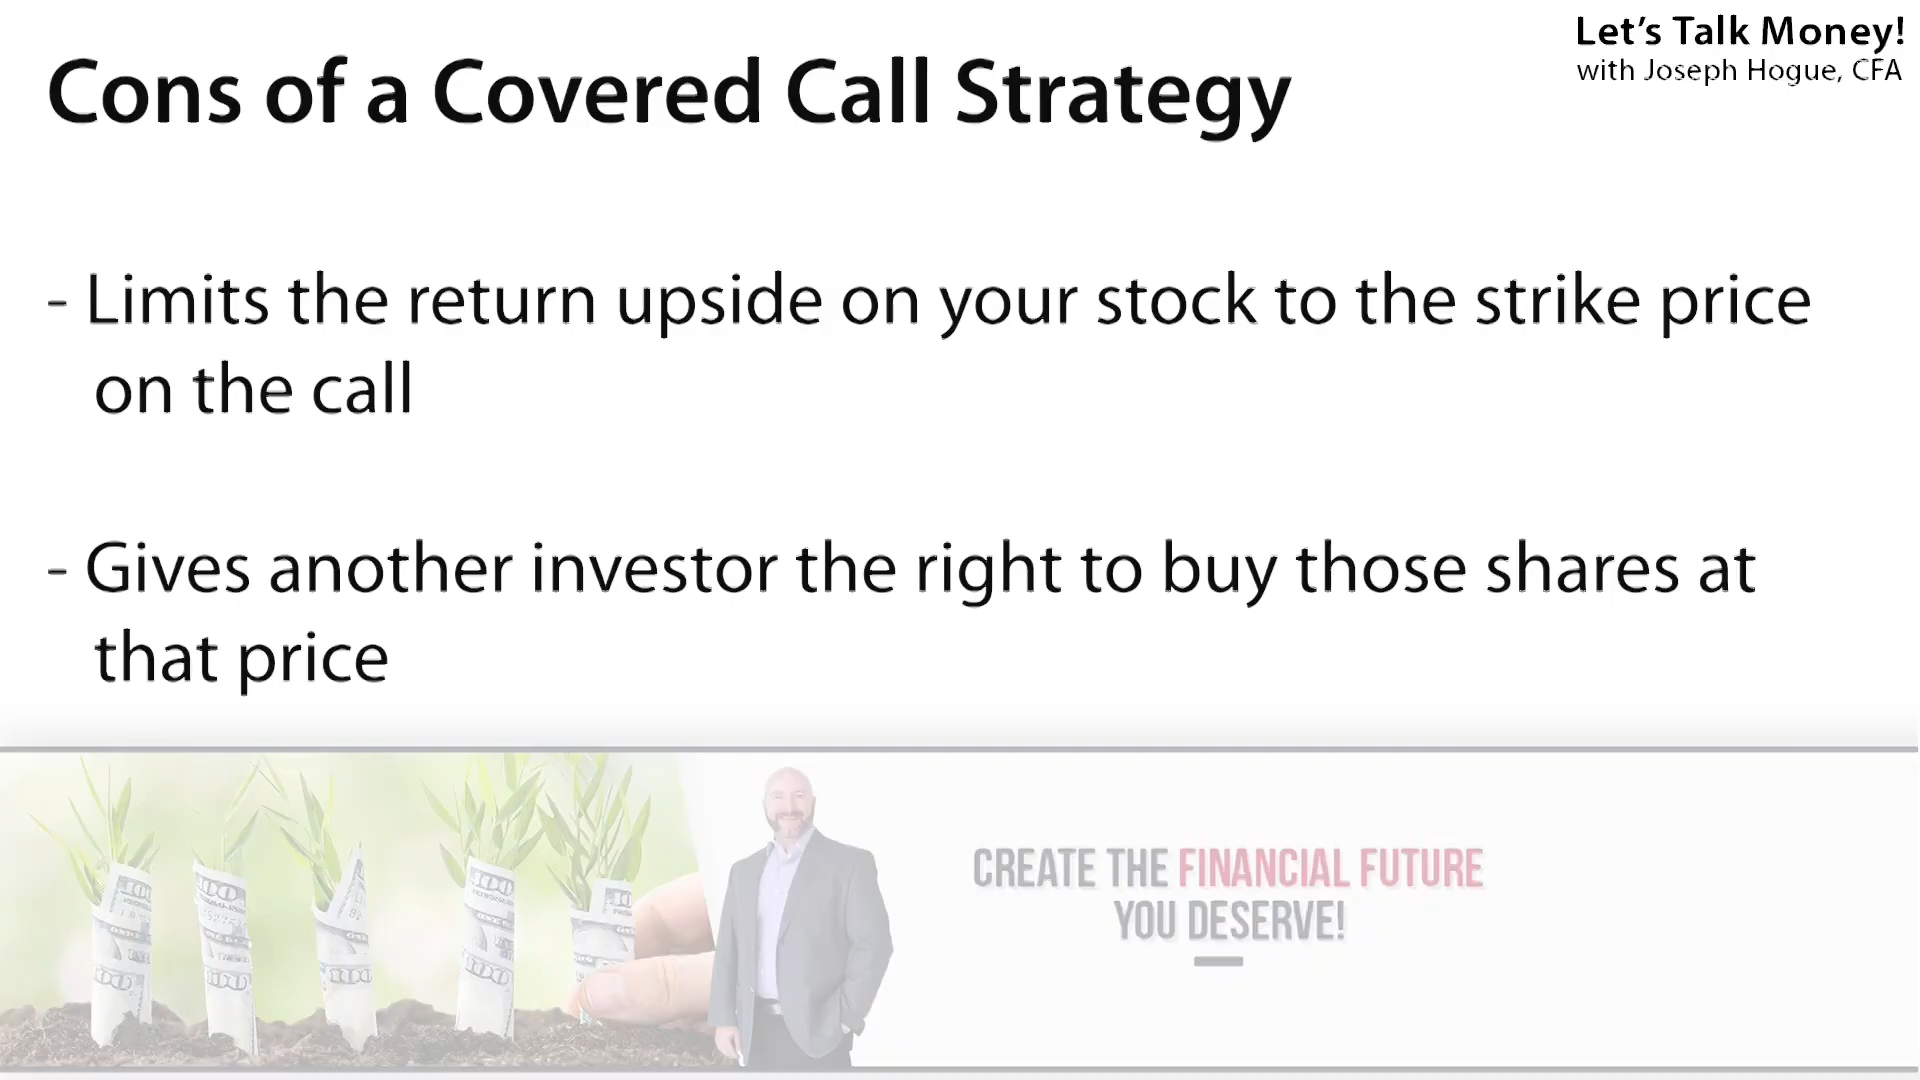 Let's Talk Money!
with Joseph Hogue, CFA
Cons of a Covered Call Strategy
- Limits the return upside on your stock to the strike price
on the call
- Gives another investor the right to buy those shares at
that price
CREATE THE FINANCIAL FUTURE
YOU DESERVE!